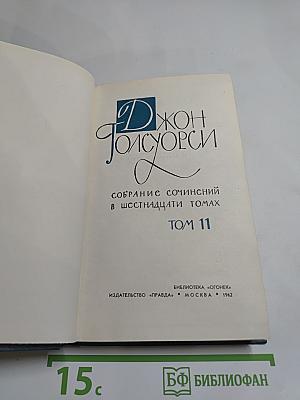 Джон
Голсуорси
СОБРАНИЕ СОЧИНЕНИЙ
В ШЕСТНАДЦАТИ ТОМАХ
ТОМ 11
БИБЛИОТЕКА «ОГОНЕК»
ИЗДАТЕЛЬСТВО «ПРАВДА» • МОСКВА • 1962
15с
БФ БИБЛИОФАН